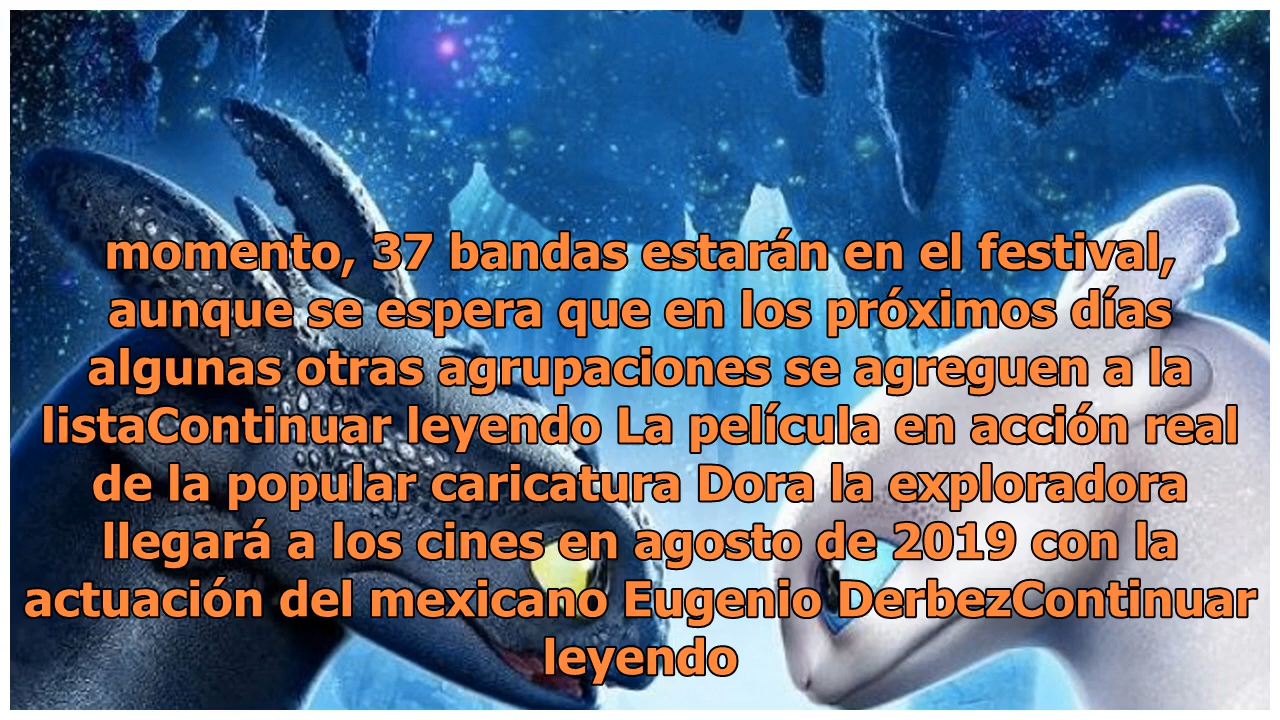 momento, 37 bandas estarán en el festival,
aunque se espera que en los próximos días
algunas otras agrupaciones se agreguen a la
listaContinuar leyendo La película en acción real
de la popular caricatura Dora la exploradora
llegará a los cines en agosto de 2019 con la
actuación del mexicano Eugenio DerbezContinuar
leyendo